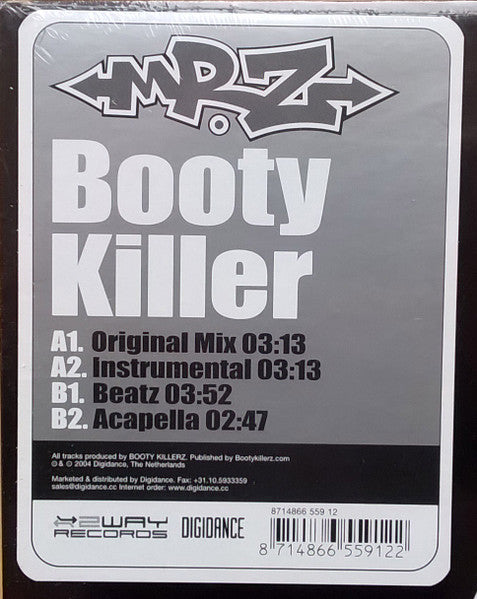 MR.Z
Booty
Killer
A1. Original Mix 03:13
A2. Instrumental 03:13
B1. Beatz 03:52
B2. Acapella 02:47
All tracks produced by BOOTY KILLERZ. Published by Bootykillerz.com
℗ & © 2004 Digidance, The Netherlands
Marketed & distributed by Digidance. Fax: +31.10.5933359
sales@digidance.cc Internet order: www.digidance.cc
X2WAY
RECORDS
DIGIDANCE
8714866 559 12
8 714866 559122